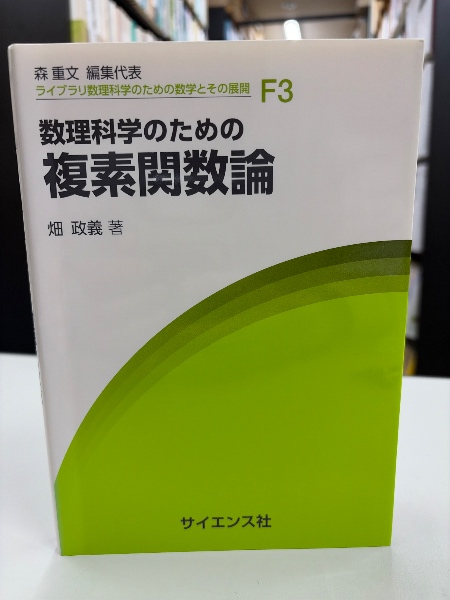 森 重文 編集代表
ライブラリ数理科学のための数学とその展開 F3
数理科学のための
複素関数論
畑 政義 著
サイエンス社